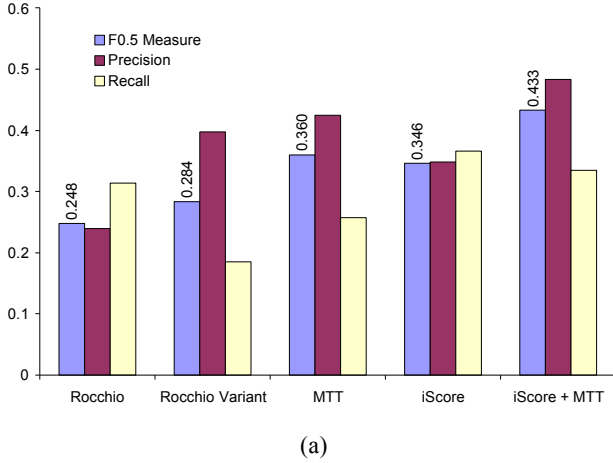 0.6
0.5
0.4
0.3
0.2
0.1
0
F0.5 Measure
Precision
Recall
0.248
0.284
0.360
0.346
0.433
Rocchio
Rocchio Variant
MTT
iScore
iScore + MTT
(a)